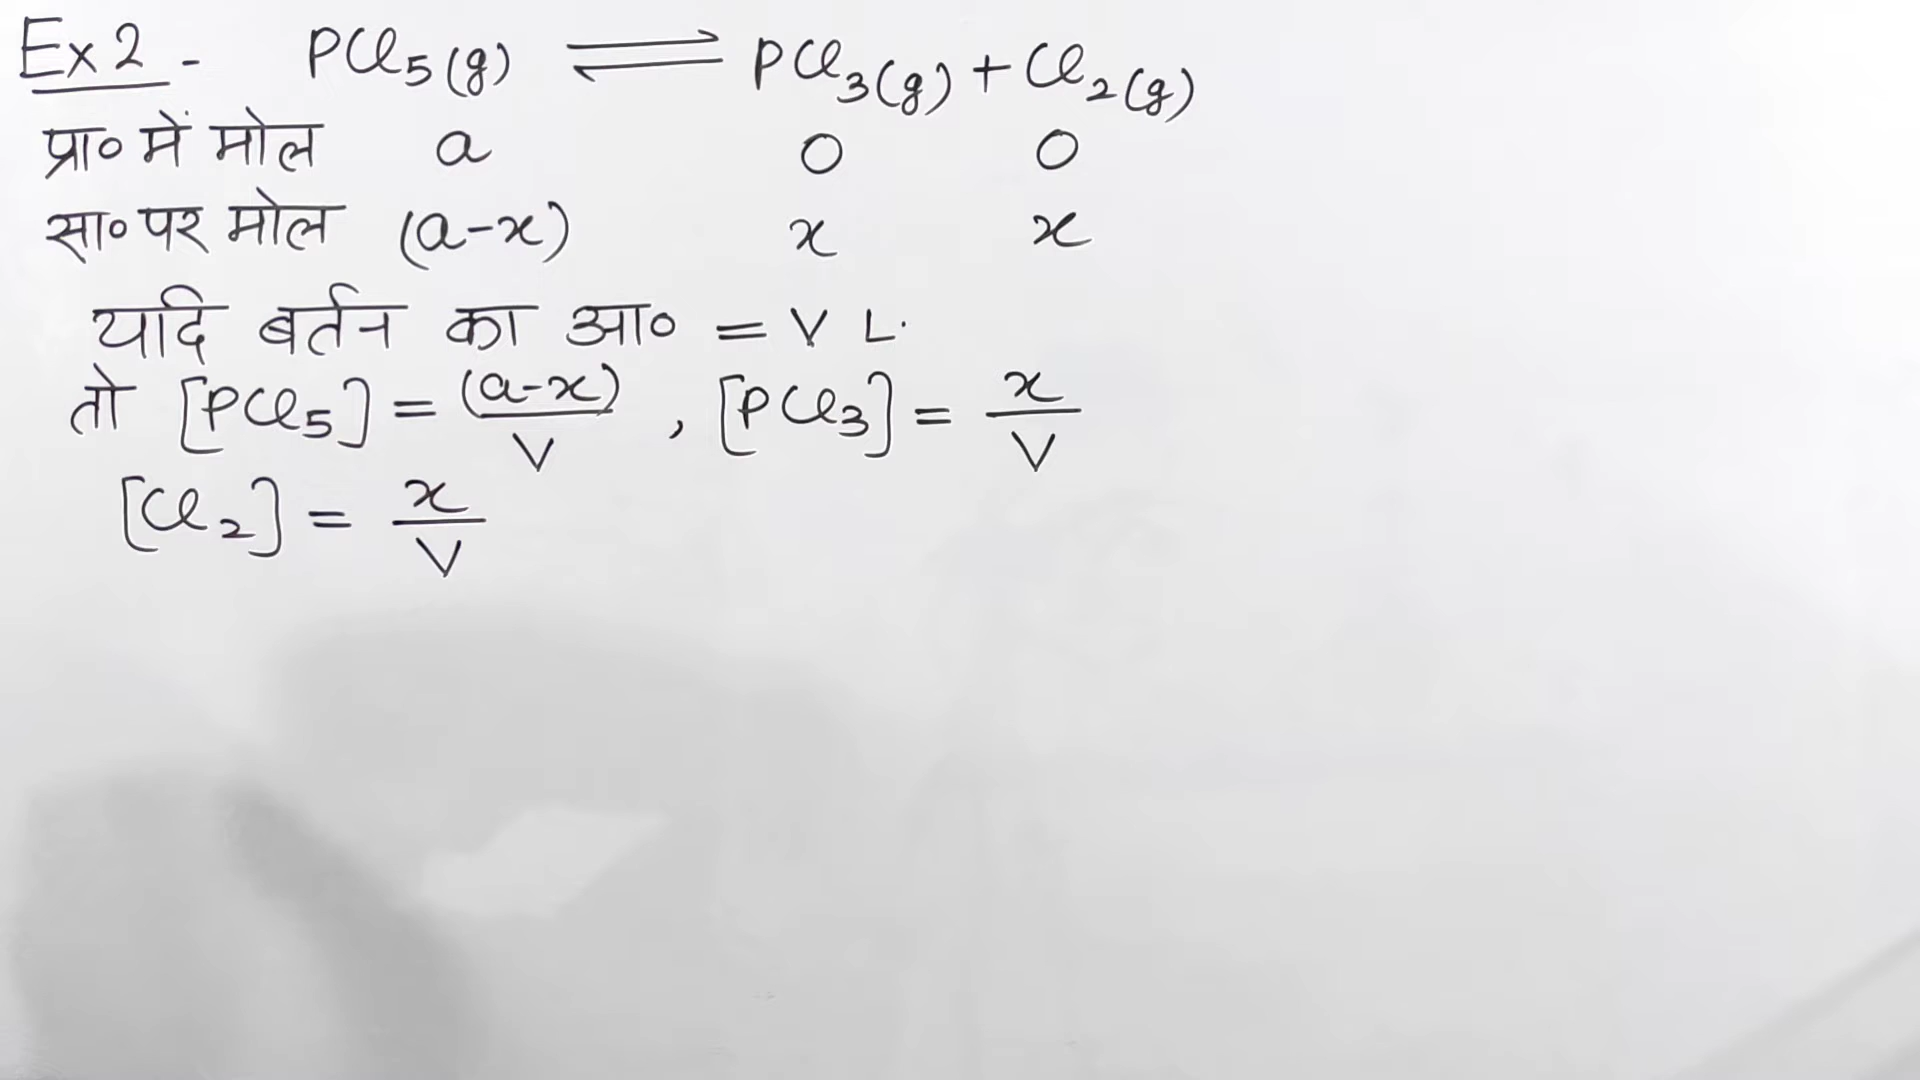 Ex 2 - PCl₅(g) ⇌ PCl₃(g) + Cl₂(g)
प्रा० में मोल a 0 0
सा० पर मोल (a-x) x x
यदि बर्तन का आ० = V L.
तो [PCl₅] = (a-x)/V , [PCl₃] = x/V
[Cl₂] = x/V